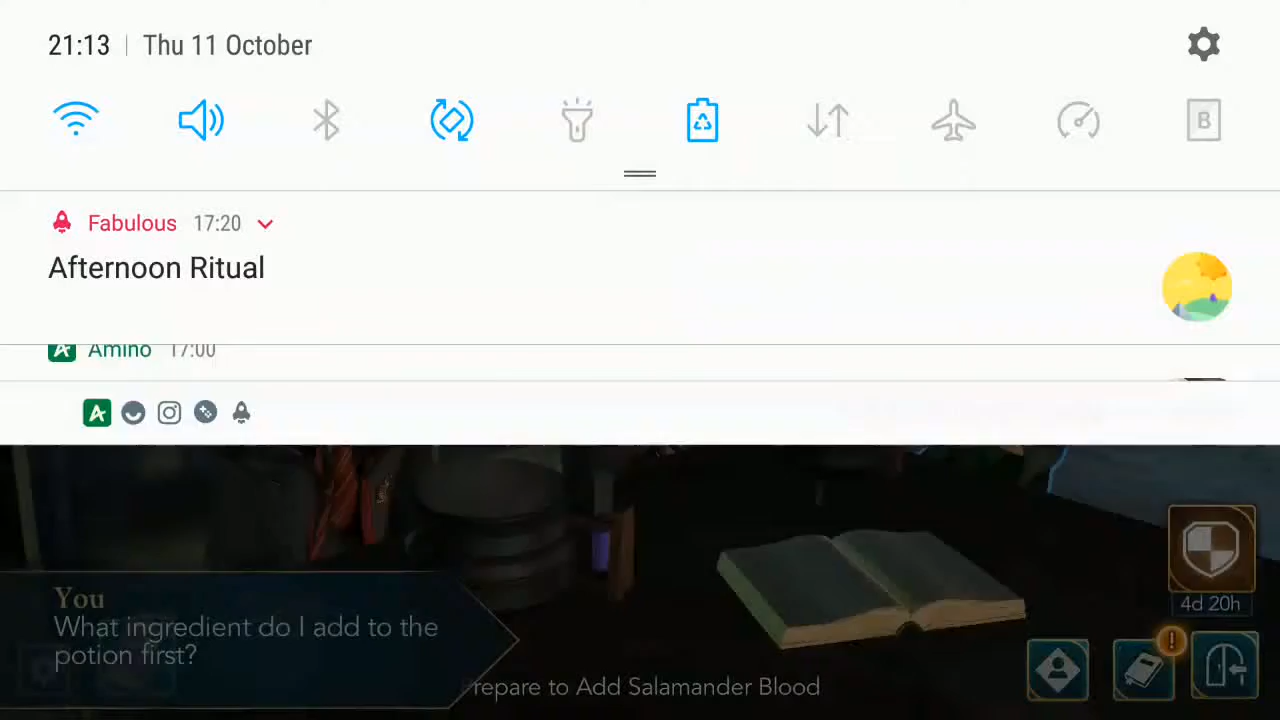 21:13 | Thu 11 October
B
Fabulous 17:20
Afternoon Ritual
Amino 17:00
You
What ingredient do I add to the
potion first?
4d 20h
repare to Add Salamander Blood